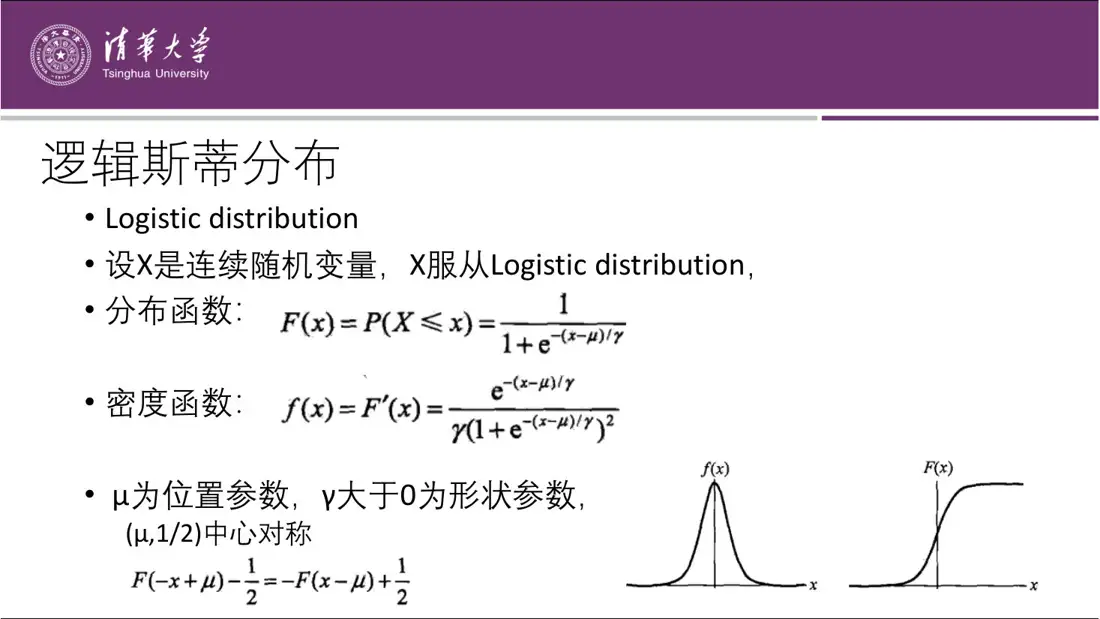 清华大学
Tsinghua University
逻辑斯蒂分布
• Logistic distribution
• 设X是连续随机变量，X服从Logistic distribution，
• 分布函数：
F(x) = P(X ⩽ x) = 1 / (1 + e^{-(x-μ)/γ})
• 密度函数：
f(x) = F′(x) = e^{-(x-μ)/γ} / (γ(1 + e^{-(x-μ)/γ})^2)
• μ为位置参数，γ大于0为形状参数，
(μ,1/2)中心对称
F(-x + μ) - 1/2 = -F(x - μ) + 1/2
f(x)
x
F(x)
x